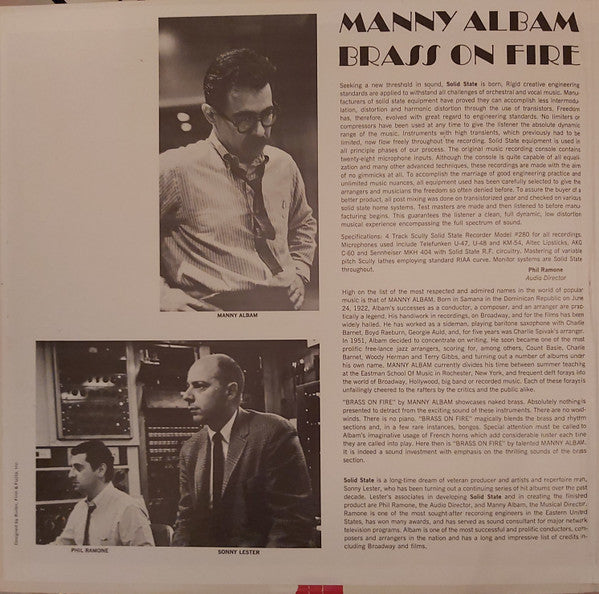 MANNY ALBAM
BRASS ON FIRE
Seeking a new threshold in sound, Solid State is born. Rigid creative engineering
standards are applied to withstand all challenges of orchestral and vocal music. Manu-
facturers of solid state equipment have proved they can accomplish less intermodu-
lation, distortion and harmonic distortion through the use of transistors. Freedom
has, therefore, evolved with great regard to engineering standards. No limiters or
compressors have been used at any time to give the listener the absolute dynamic
range of the music. Instruments with high transients, which previously had to be
limited, now flow freely throughout the recording. Solid State equipment is used in
all principle phases of our process. The original music recording console contains
twenty-eight microphone inputs. Although the console is quite capable of all equali-
zation and many other advanced techniques, these recordings are made with the aim
of no gimmicks at all. To accomplish the marriage of good engineering practice and
unlimited music nuances, all equipment used has been carefully selected to give the
arrangers and musicians the freedom so often denied before. To assure the buyer of a
better product, all post mixing was done on transistorized gear and checked on various
solid state home systems. Test masters are made and then listened to before manu-
facturing begins. This guarantees the listener a clean, full dynamic, low distortion
musical experience encompassing the full spectrum of sound.
Specifications: 4 Track Scully Solid State Recorder Model #280 for all recordings.
Microphones used include Telefunken U-47, U-48 and KM-54, Altec Lipsticks, AKG
C-60 and Sennheiser MKH 404 with Solid State R.F. circuitry. Mastering of variable
pitch Scully lathes employing standard RIAA curve. Monitor systems are Solid State
throughout.
Phil Ramone
Audio Director
High on the list of the most respected and admired names in the world of popular
music is that of MANNY ALBAM. Born in Samana in the Dominican Republic on June
24, 1922, Albam's successes as a conductor, a composer, and an arranger are prac-
tically a legend. His handiwork in recordings, on Broadway, and for the films has been
widely hailed. He has worked as a sideman, playing baritone saxophone with Charlie
Barnet, Boyd Raeburn, Georgie Auld, and, for five years was Charlie Spivak's arranger.
In 1951, Albam decided to concentrate on writing. He soon became one of the most
prolific free-lance arrangers, scoring for, among others, Count Basie, Charlie
Barnet, Woody Herman and Terry Gibbs, and turning out a number of albums under
his own name. MANNY ALBAM currently divides his time between summer teaching
at the Eastman School Of Music in Rochester, New York, and frequent deft forays into
the world of Broadway, Hollywood, big band or recorded music. Each of these forays is
unfailingly cheered to the rafters by the critics and the public alike.
"BRASS ON FIRE" by MANNY ALBAM showcases naked brass. Absolutely nothing is
presented to detract from the exciting sound of these instruments. There are no wood-
winds. There is no piano. "BRASS ON FIRE" magically blends the brass and rhythm
sections and, in a few rare instances, bongos. Special attention must be called to
Albam's imaginative usage of French horns which add considerable luster each time
they are called into play. Here then is "BRASS ON FIRE" by talented MANNY ALBAM.
It is indeed a sound investment with emphasis on the thrilling sounds of the brass
section.
Solid State is a long-time dream of veteran producer and artists and repertoire man,
Sonny Lester, who has been turning out a continuing series of hit albums over the past
decade. Lester's associates in developing Solid State and in creating the finished
product are Phil Ramone, the Audio Director, and Manny Albam, the Musical Director.
Ramone is one of the most sought-after recording engineers in the Eastern United
States, has won many awards, and has served as sound consultant for major network
television programs. Albam is one of the most successful and prolific conductors, com-
posers and arrangers in the nation and has a long and impressive list of credits in-
cluding Broadway and films.
MANNY ALBAM
PHIL RAMONE
SONNY LESTER
Designed by